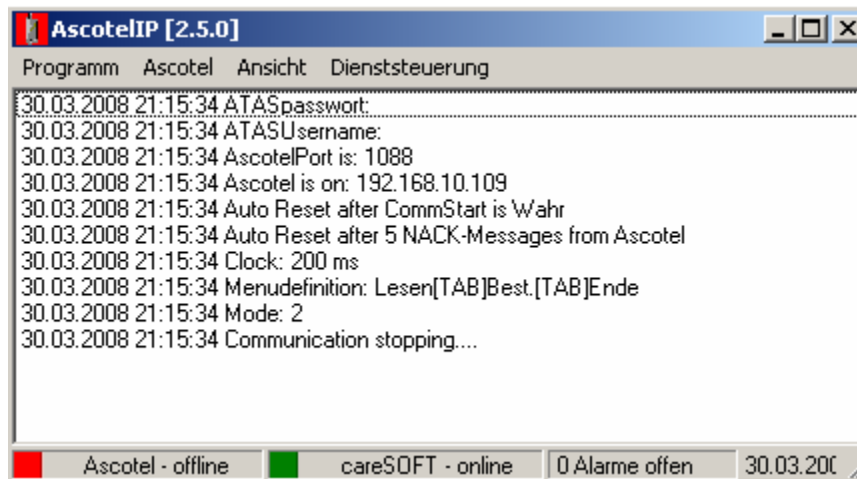 AscotelIP [2.5.0]
Programm Ascotel Ansicht Dienststeuerung
30.03.2008 21:15:34 ATASpasswort:
30.03.2008 21:15:34 ATASUsername:
30.03.2008 21:15:34 AscotelPort is: 1088
30.03.2008 21:15:34 Ascotel is on: 192.168.10.109
30.03.2008 21:15:34 Auto Reset after CommStart is Wahr
30.03.2008 21:15:34 Auto Reset after 5 NACK-Messages from Ascotel
30.03.2008 21:15:34 Clock: 200 ms
30.03.2008 21:15:34 Menudefinition: Lesen[TAB]Best.[TAB]Ende
30.03.2008 21:15:34 Mode: 2
30.03.2008 21:15:34 Communication stopping....
Ascotel - offline careSOFT - online 0 Alarme offen 30.03.200